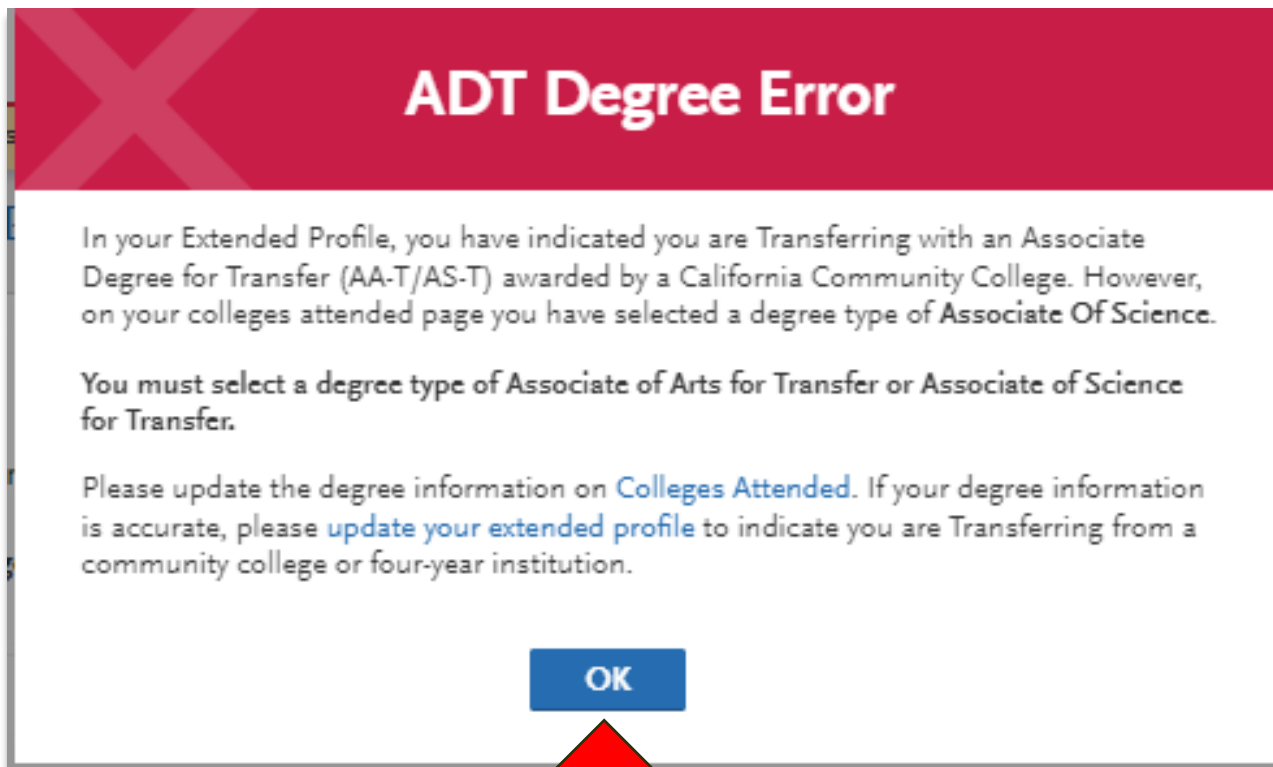 ADT Degree Error
In your Extended Profile, you have indicated you are Transferring with an Associate
Degree for Transfer (AA-T/AS-T) awarded by a California Community College. However,
on your colleges attended page you have selected a degree type of Associate Of Science.
You must select a degree type of Associate of Arts for Transfer or Associate of Science
for Transfer.
Please update the degree information on Colleges Attended. If your degree information
is accurate, please update your extended profile to indicate you are Transferring from a
community college or four-year institution.
OK